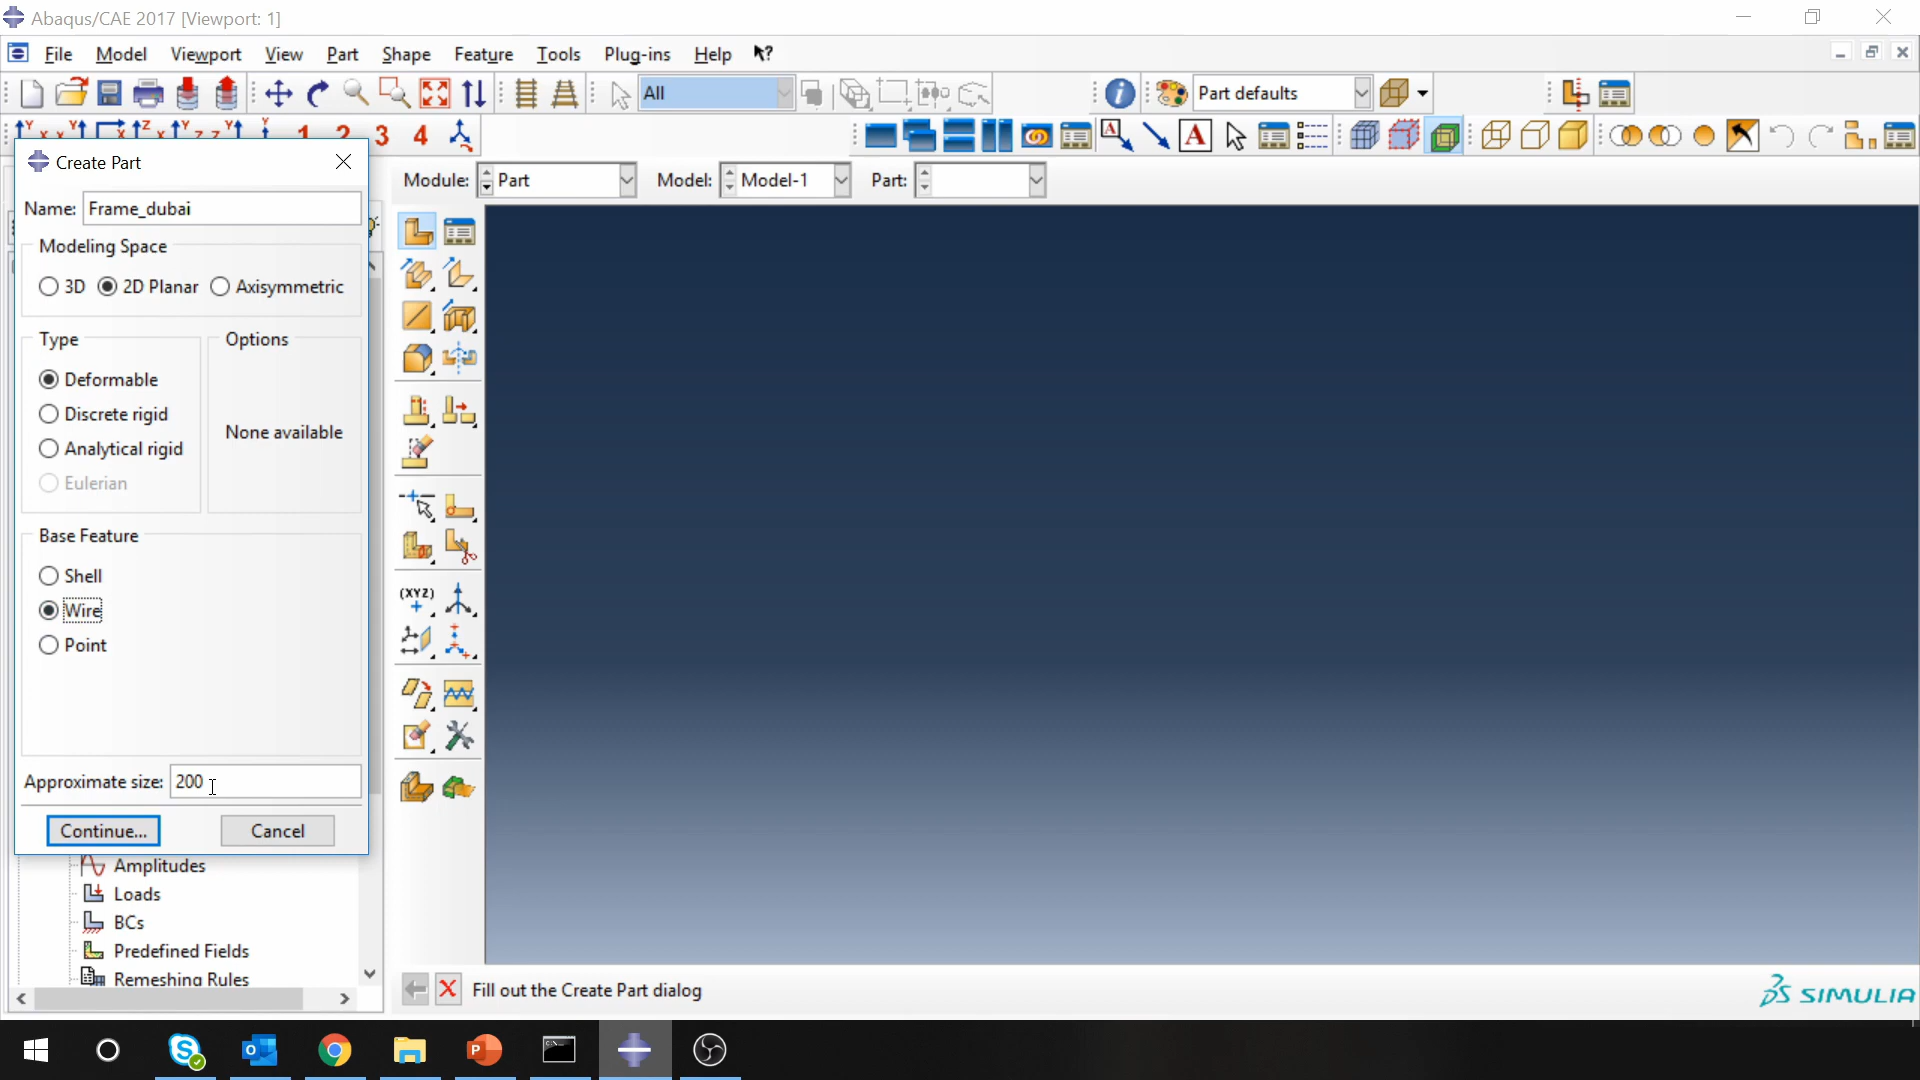 Abaqus/CAE 2017 [Viewport: 1]
File Model Viewport View Part Shape Feature Tools Plug-ins Help
All
Part defaults
1 2 3 4
A A
Create Part
Module: Part Model: Model-1 Part:
Name: Frame_dubai
Modeling Space
3D 2D Planar Axisymmetric
Type Options
Deformable
Discrete rigid
None available
Analytical rigid
Eulerian
Base Feature
Shell
(XYZ)
Wire
Point
Approximate size: 200
Continue... Cancel
Amplitudes
Loads
BCs
Predefined Fields
Remeshing Rules
Fill out the Create Part dialog
SIMULIA